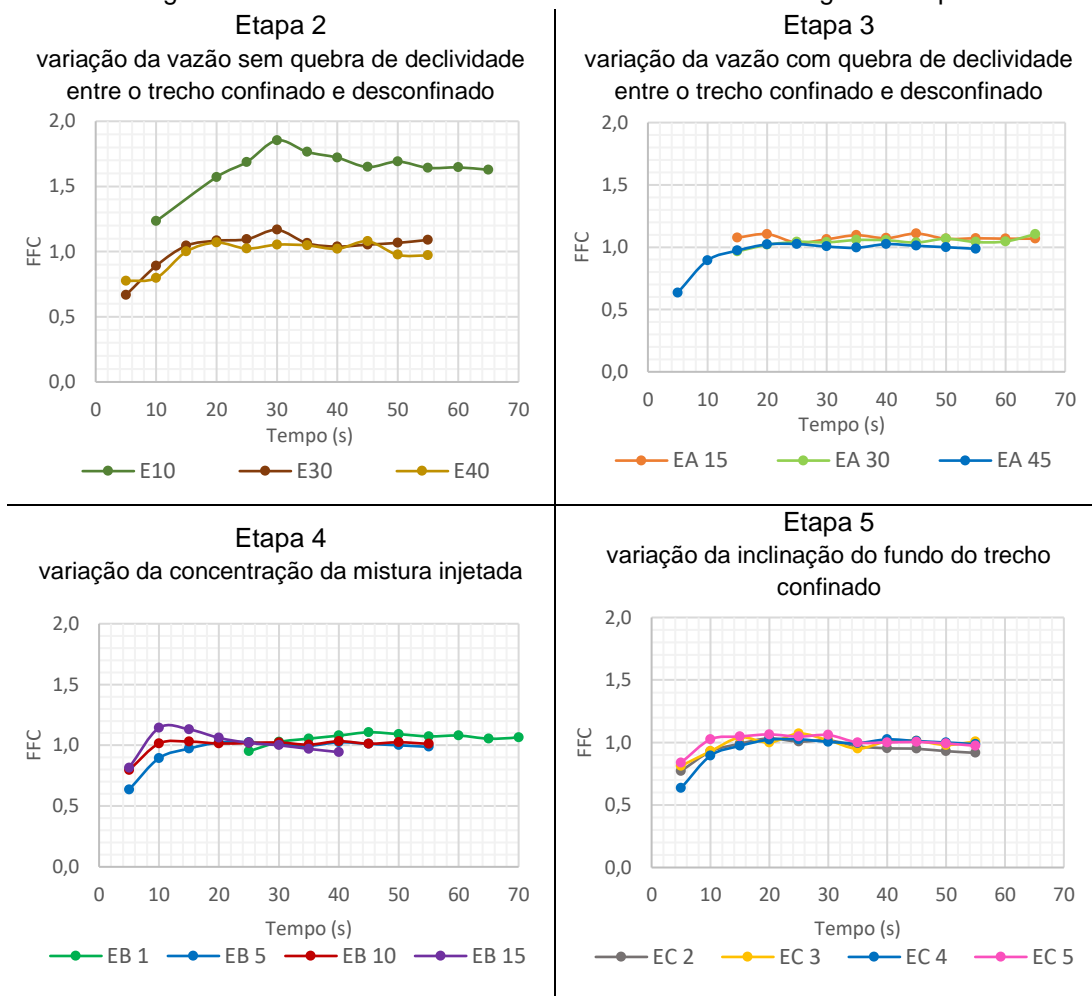 Etapa 2
variação da vazão sem quebra de declividade
entre o trecho confinado e desconfinado
2,0
1,5
1,0
0,5
0,0
FFC
0 10 20 30 40 50 60 70
Tempo (s)
E10 E30 E40
Etapa 3
variação da vazão com quebra de declividade
entre o trecho confinado e desconfinado
2,0
1,5
1,0
0,5
0,0
FFC
0 10 20 30 40 50 60 70
Tempo (s)
EA 15 EA 30 EA 45
Etapa 4
variação da concentração da mistura injetada
2,0
1,5
1,0
0,5
0,0
FFC
0 10 20 30 40 50 60 70
Tempo (s)
EB 1 EB 5 EB 10 EB 15
Etapa 5
variação da inclinação do fundo do trecho
confinado
2,0
1,5
1,0
0,5
0,0
FFC
0 10 20 30 40 50 60 70
Tempo (s)
EC 2 EC 3 EC 4 EC 5